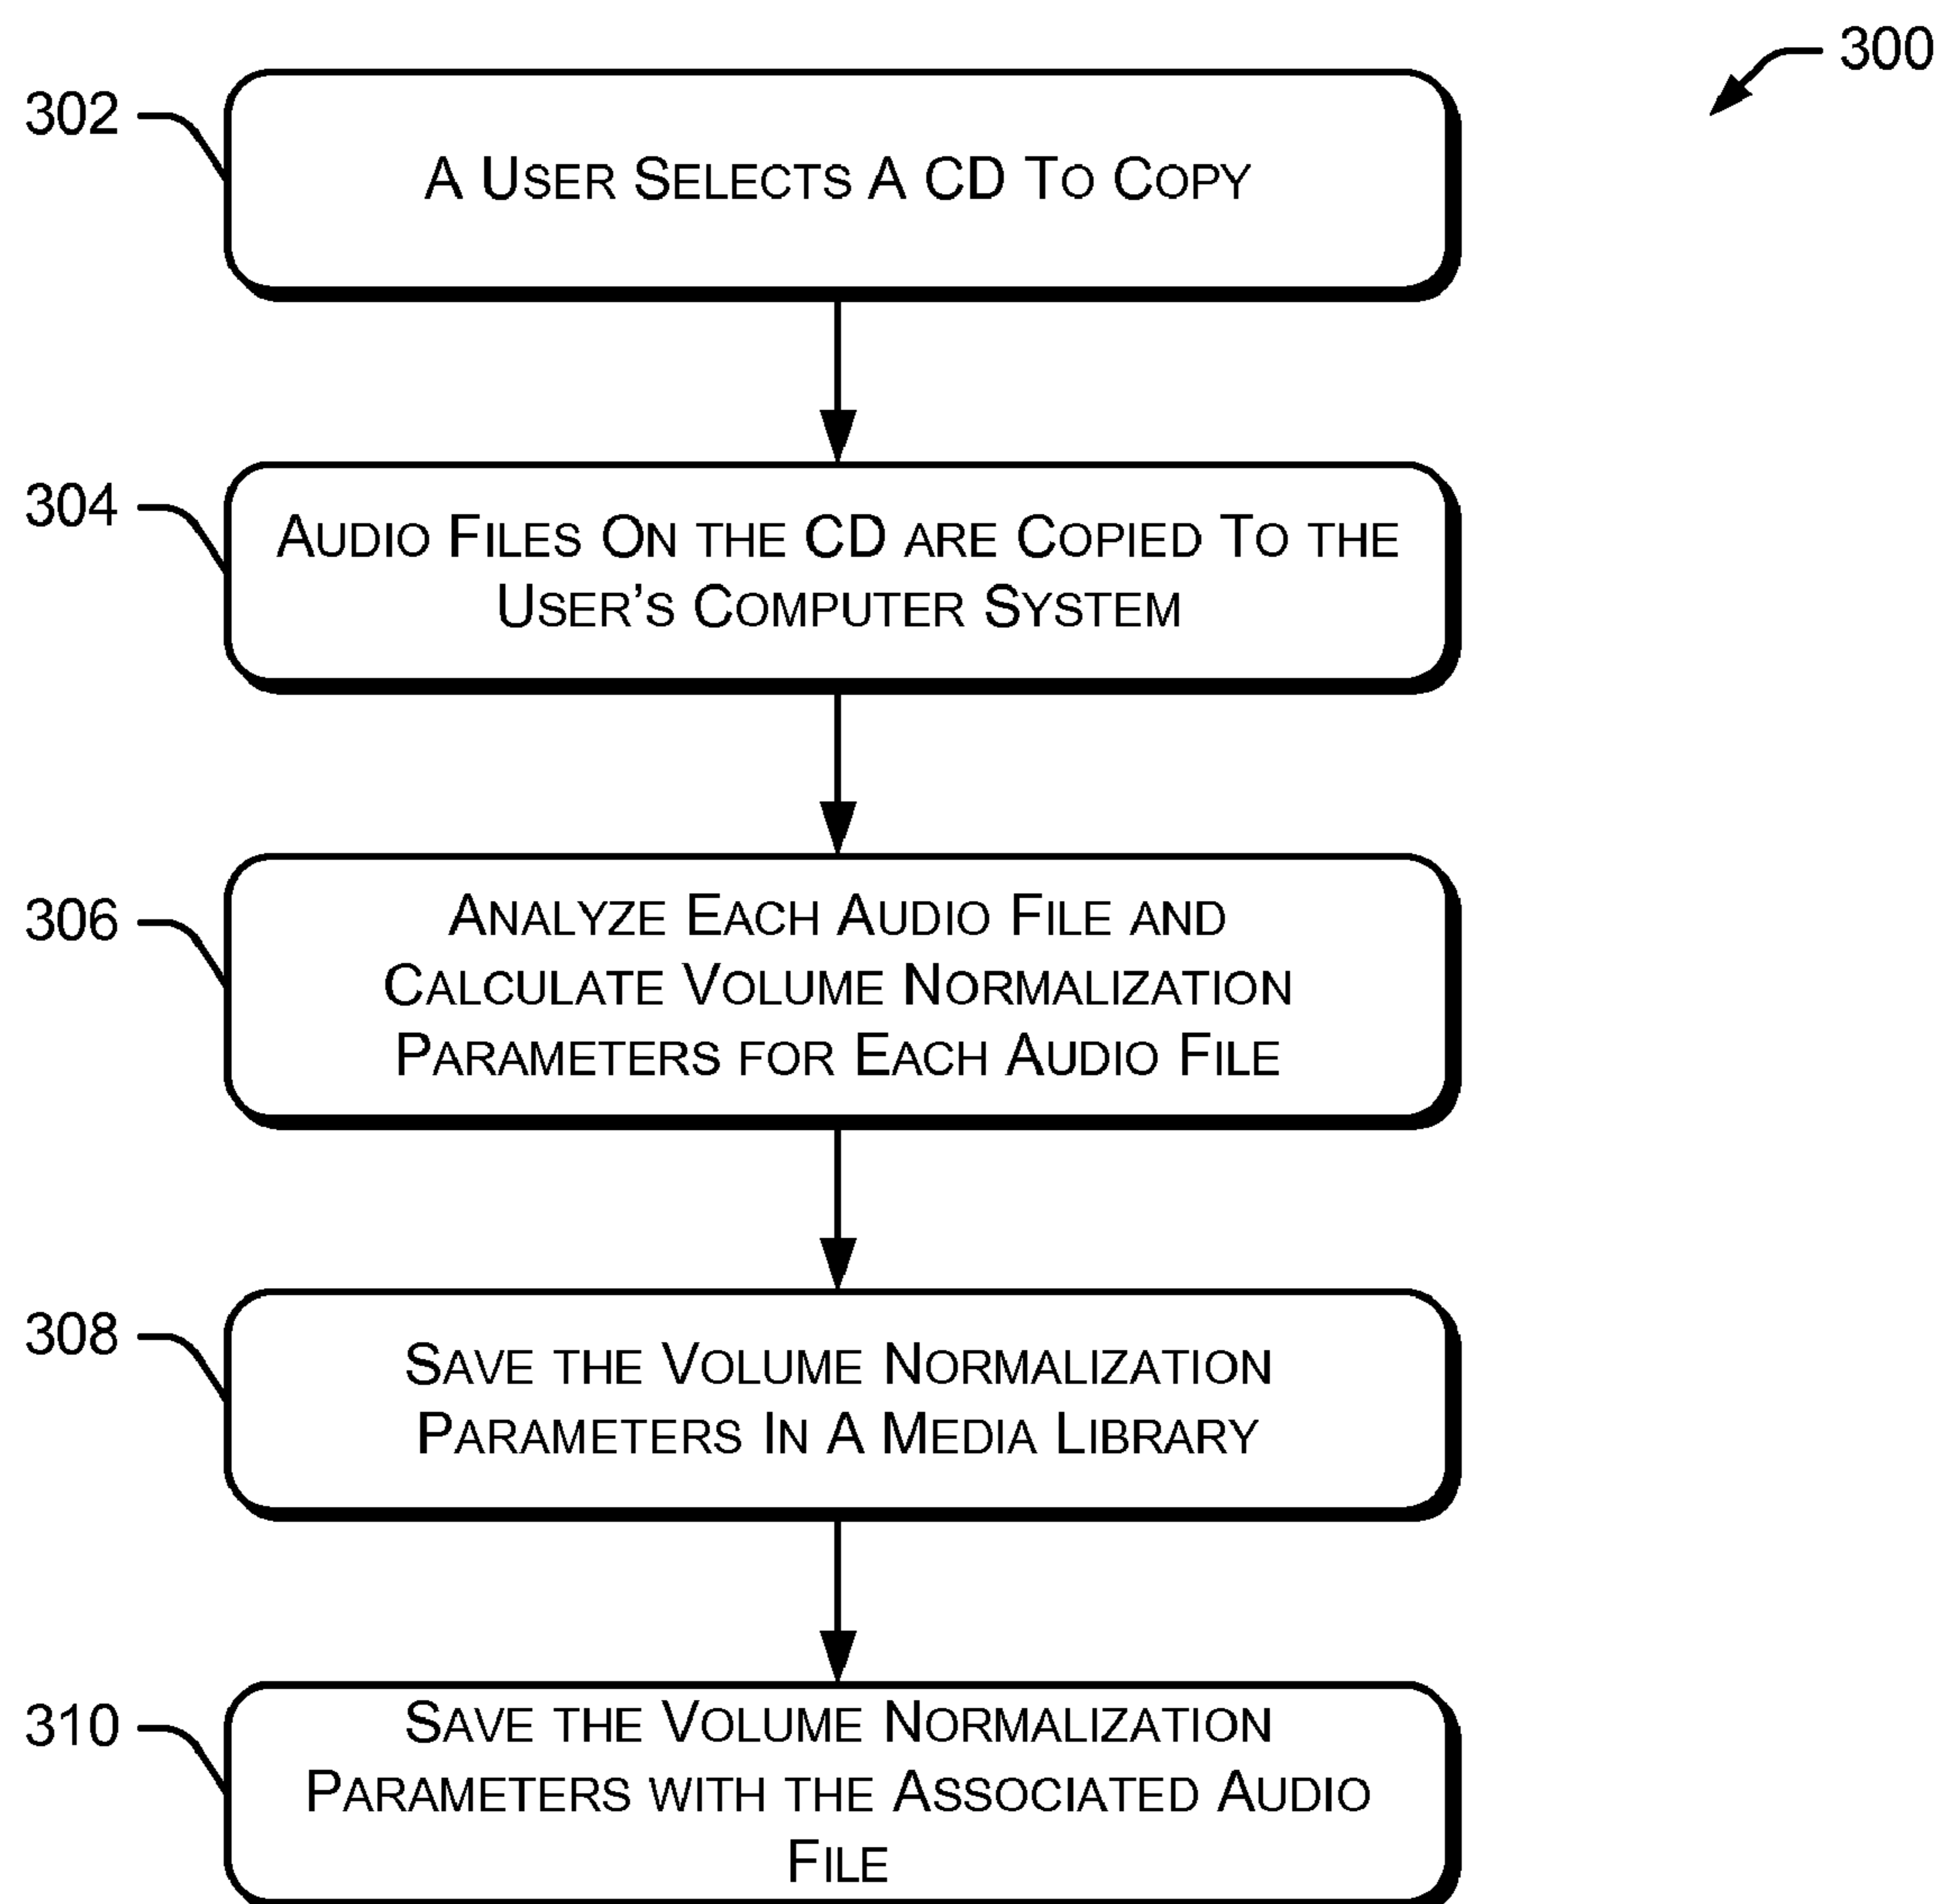 300
302
A USER SELECTS A CD TO COPY
304
AUDIO FILES ON THE CD ARE COPIED TO THE
USER'S COMPUTER SYSTEM
306
ANALYZE EACH AUDIO FILE AND
CALCULATE VOLUME NORMALIZATION
PARAMETERS FOR EACH AUDIO FILE
308
SAVE THE VOLUME NORMALIZATION
PARAMETERS IN A MEDIA LIBRARY
310
SAVE THE VOLUME NORMALIZATION
PARAMETERS WITH THE ASSOCIATED AUDIO
FILE